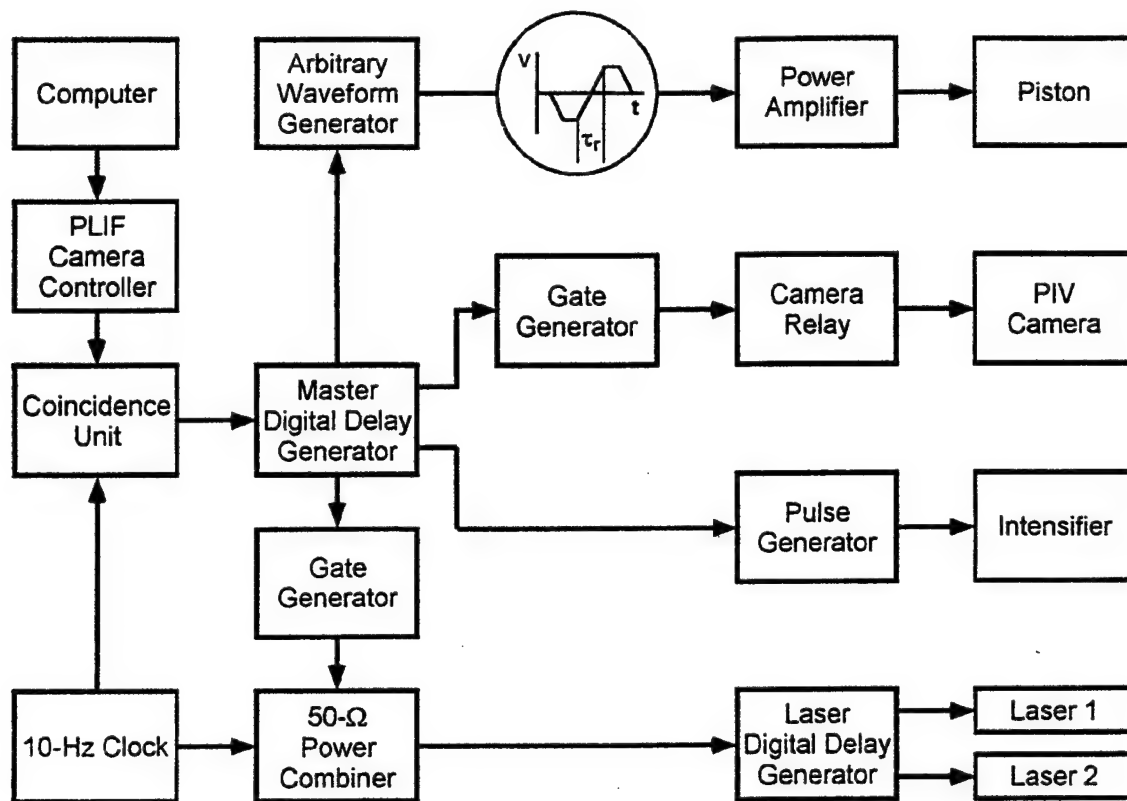 Computer
Arbitrary
Waveform
Generator
V
t
τr
Power
Amplifier
Piston
PLIF
Camera
Controller
Gate
Generator
Camera
Relay
PIV
Camera
Coincidence
Unit
Master
Digital Delay
Generator
Pulse
Generator
Intensifier
Gate
Generator
10-Hz Clock
50-Ω
Power
Combiner
Laser
Digital Delay
Generator
Laser 1
Laser 2